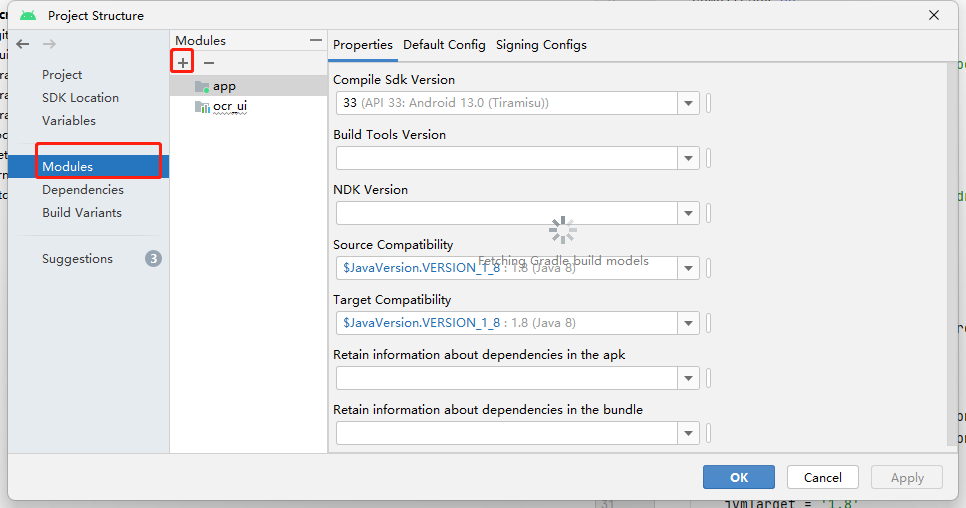 Project Structure
Project
SDK Location
Variables
Modules
Dependencies
Build Variants
Suggestions 3
Modules
app
ocr_ui
Properties Default Config Signing Configs
Compile Sdk Version
33 (API 33: Android 13.0 (Tiramisu))
Build Tools Version
NDK Version
Source Compatibility
Fetching Gradle build models
$JavaVersion.VERSION_1_8 : 1.8 (Java 8)
Target Compatibility
$JavaVersion.VERSION_1_8 : 1.8 (Java 8)
Retain information about dependencies in the apk
Retain information about dependencies in the bundle
OK Cancel Apply
31 jvmTarget = '1.8'